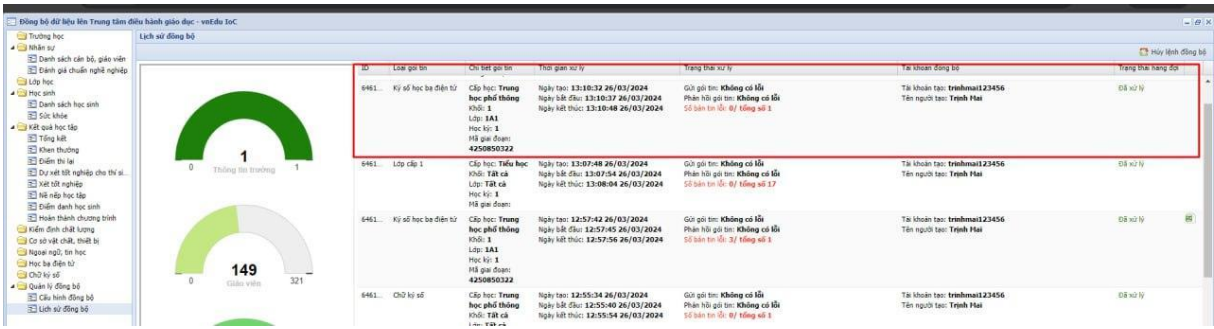 Đồng bộ dữ liệu lên Trung tâm điều hành giáo dục - vnEdu IoC
Trường học
Nhân sự
Danh sách cán bộ, giáo viên
Đánh giá chuẩn nghề nghiệp
Lớp học
Học sinh
Danh sách học sinh
Sức khỏe
Kết quả học tập
Tổng kết
Khen thưởng
Điểm thi lại
Dự xét tốt nghiệp cho thí si...
Xét tốt nghiệp
Nề nếp học tập
Điểm danh học sinh
Hoàn thành chương trình
Kiểm định chất lượng
Cơ sở vật chất, thiết bị
Ngoại ngữ, tin học
Học bạ điện tử
Chữ ký số
Quản lý đồng bộ
Cấu hình đồng bộ
Lịch sử đồng bộ
Lịch sử đồng bộ
Hủy lệnh đồng bộ
1
0 Thông tin trường 1
149
0 Giáo viên 321
ID Loại gói tin Chi tiết gói tin Thời gian xử lý Trạng thái xử lý Tài khoản đồng bộ Trạng thái hàng đợi
6461... Ký số học bạ điện tử Cấp học: Trung Ngày tạo: 13:10:32 26/03/2024 Gửi gói tin: Không có lỗi Tài khoản tạo: trinhmai123456 Đã xử lý
học phổ thông Ngày bắt đầu: 13:10:37 26/03/2024 Phản hồi gói tin: Không có lỗi Tên người tạo: Trịnh Mai
Khối: 1 Ngày kết thúc: 13:10:48 26/03/2024 Số bản tin lỗi: 0/ tổng số 1
Lớp: 1A1
Học kỳ: 1
Mã giai đoạn:
4250850322
6461... Lớp cấp 1 Cấp học: Tiểu học Ngày tạo: 13:07:48 26/03/2024 Gửi gói tin: Không có lỗi Tài khoản tạo: trinhmai123456 Đã xử lý
Khối: Tất cả Ngày bắt đầu: 13:07:54 26/03/2024 Phản hồi gói tin: Không có lỗi Tên người tạo: Trịnh Mai
Lớp: Tất cả Ngày kết thúc: 13:08:04 26/03/2024 Số bản tin lỗi: 0/ tổng số 17
Học kỳ: 1
Mã giai đoạn:
6461... Ký số học bạ điện tử Cấp học: Trung Ngày tạo: 12:57:42 26/03/2024 Gửi gói tin: Không có lỗi Tài khoản tạo: trinhmai123456 Đã xử lý
học phổ thông Ngày bắt đầu: 12:57:45 26/03/2024 Phản hồi gói tin: Không có lỗi Tên người tạo: Trịnh Mai
Khối: 1 Ngày kết thúc: 12:57:56 26/03/2024 Số bản tin lỗi: 3/ tổng số 1
Lớp: 1A1
Học kỳ: 1
Mã giai đoạn:
4250850322
6461... Chữ ký số Cấp học: Trung Ngày tạo: 12:55:34 26/03/2024 Gửi gói tin: Không có lỗi Tài khoản tạo: trinhmai123456 Đã xử lý
học phổ thông Ngày bắt đầu: 12:55:40 26/03/2024 Phản hồi gói tin: Không có lỗi Tên người tạo: Trịnh Mai
Khối: Tất cả Ngày kết thúc: 12:55:54 26/03/2024 Số bản tin lỗi: 0/ tổng số 1
Lớp: Tất cả